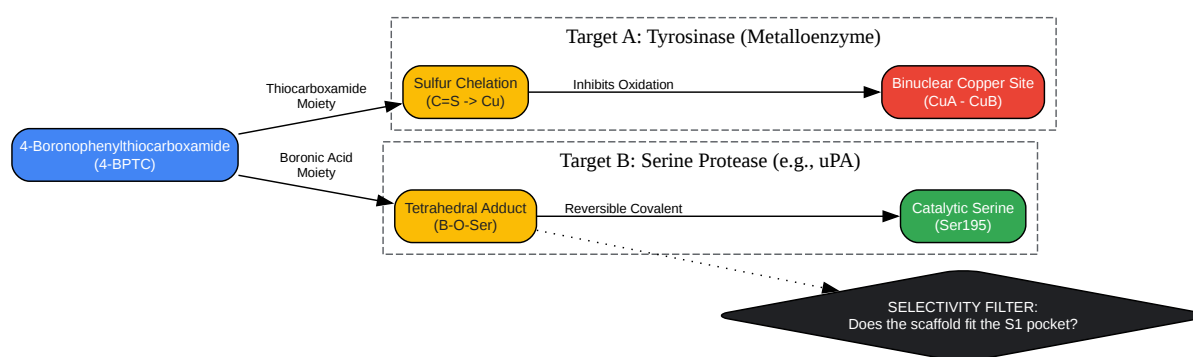 Target A: Tyrosinase (Metalloenzyme)
Thiocarboxamide
Moiety
Sulfur Chelation
(C=S -> Cu)
Inhibits Oxidation
Binuclear Copper Site
(CuA - CuB)
4-Boronophenylthiocarboxamide
(4-BPTC)
Target B: Serine Protease (e.g., uPA)
Boronic Acid
Moiety
Tetrahedral Adduct
(B-O-Ser)
Reversible Covalent
Catalytic Serine
(Ser195)
SELECTIVITY FILTER:
Does the scaffold fit the S1 pocket?